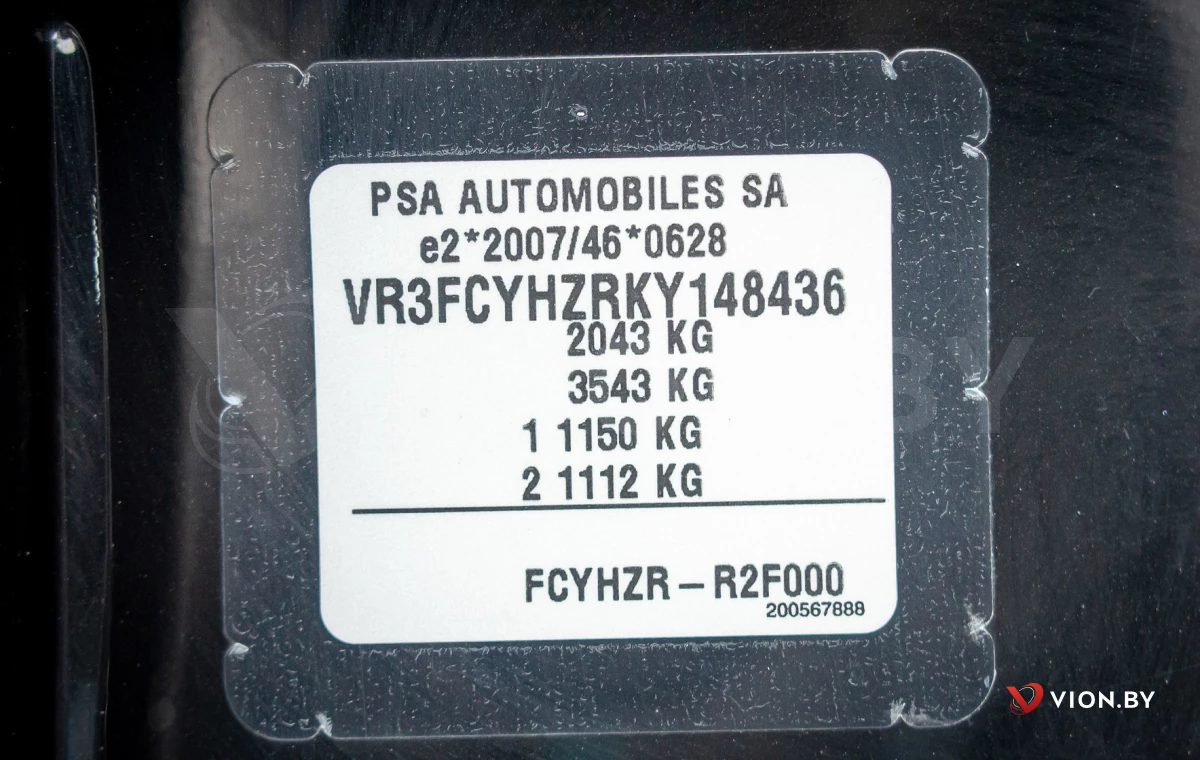 PSA AUTOMOBILES SA
e2*2007/46*0628
VR3FCYHZRKY148436
2043 KG
3543 KG
1 1150 KG
2 1112 KG
FCYHZR – R2F000
200567888
VION.BY